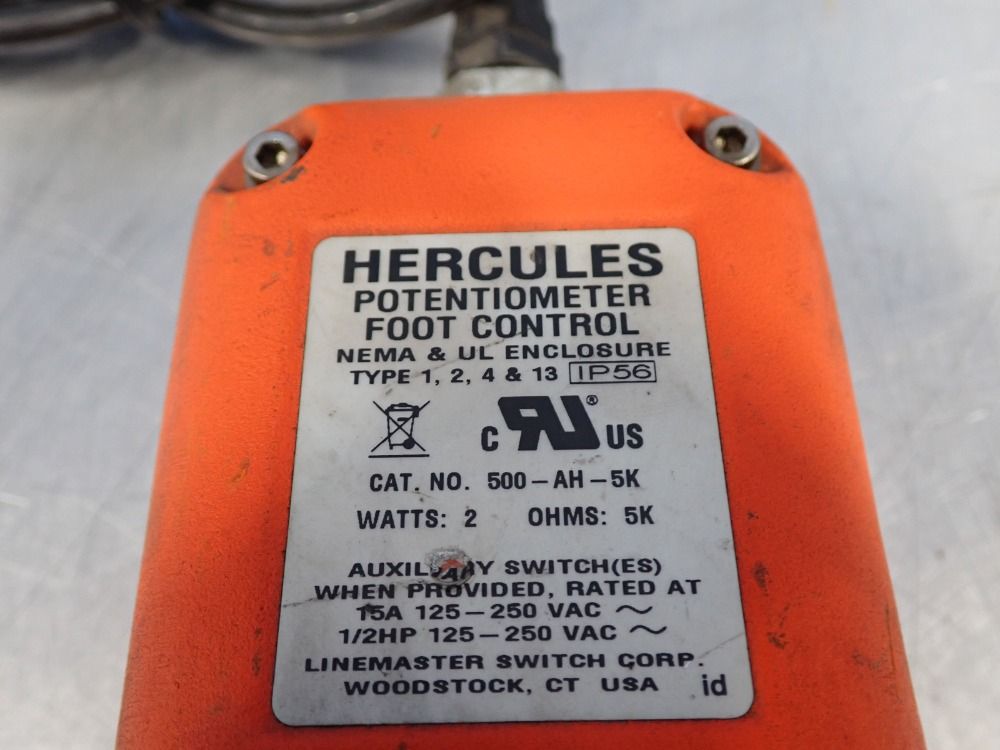 HERCULES
POTENTIOMETER
FOOT CONTROL
NEMA & UL ENCLOSURE
TYPE 1, 2, 4 & 13 IP56
C RU® US
CAT. NO. 500-AH-5K
WATTS: 2 OHMS: 5K
AUXILIARY SWITCH(ES)
WHEN PROVIDED, RATED AT
15A 125-250 VAC ~
1/2HP 125-250 VAC ~
LINEMASTER SWITCH CORP.
WOODSTOCK, CT USA id